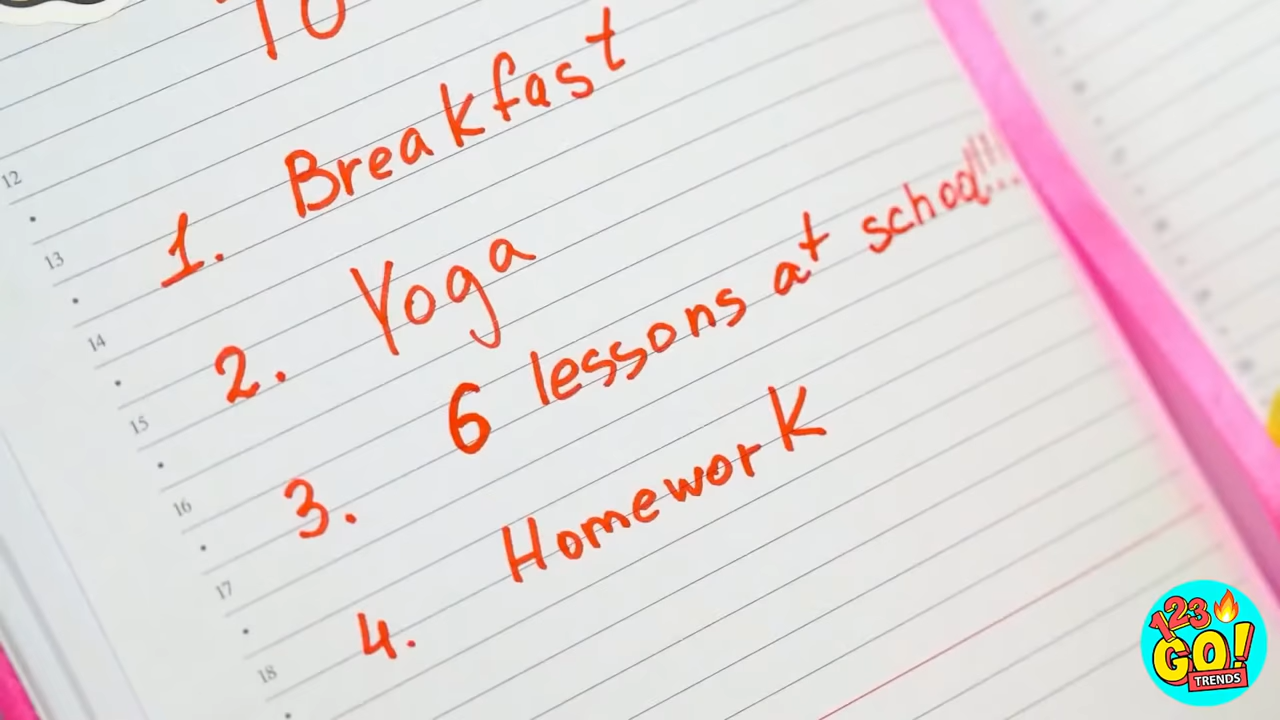 To
1. Breakfast
2. Yoga
3. 6 lessons at school!!!
4. Homework
12
13
14
15
16
17
18
123
GO!
TRENDS